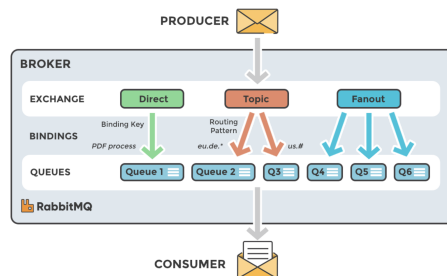 PRODUCER
BROKER
EXCHANGE Direct Topic Fanout
Binding Key Routing
Pattern
BINDINGS
PDF process eu.de.* us.#
QUEUES Queue 1 Queue 2 Q3 Q4 Q5 Q6
RabbitMQ
CONSUMER